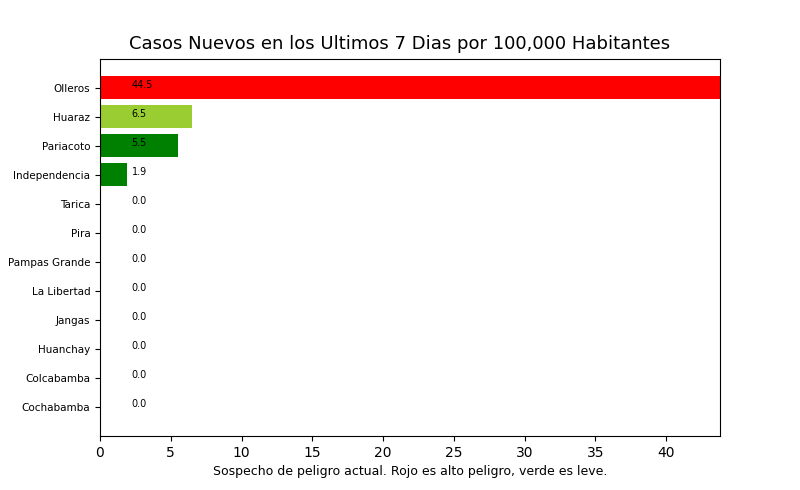 Casos Nuevos en los Ultimos 7 Dias por 100,000 Habitantes
Olleros 44.5
Huaraz 6.5
Pariacoto 5.5
Independencia 1.9
Tarica 0.0
Pira 0.0
Pampas Grande 0.0
La Libertad 0.0
Jangas 0.0
Huanchay 0.0
Colcabamba 0.0
Cochabamba 0.0
0 5 10 15 20 25 30 35 40
Sospecho de peligro actual. Rojo es alto peligro, verde es leve.